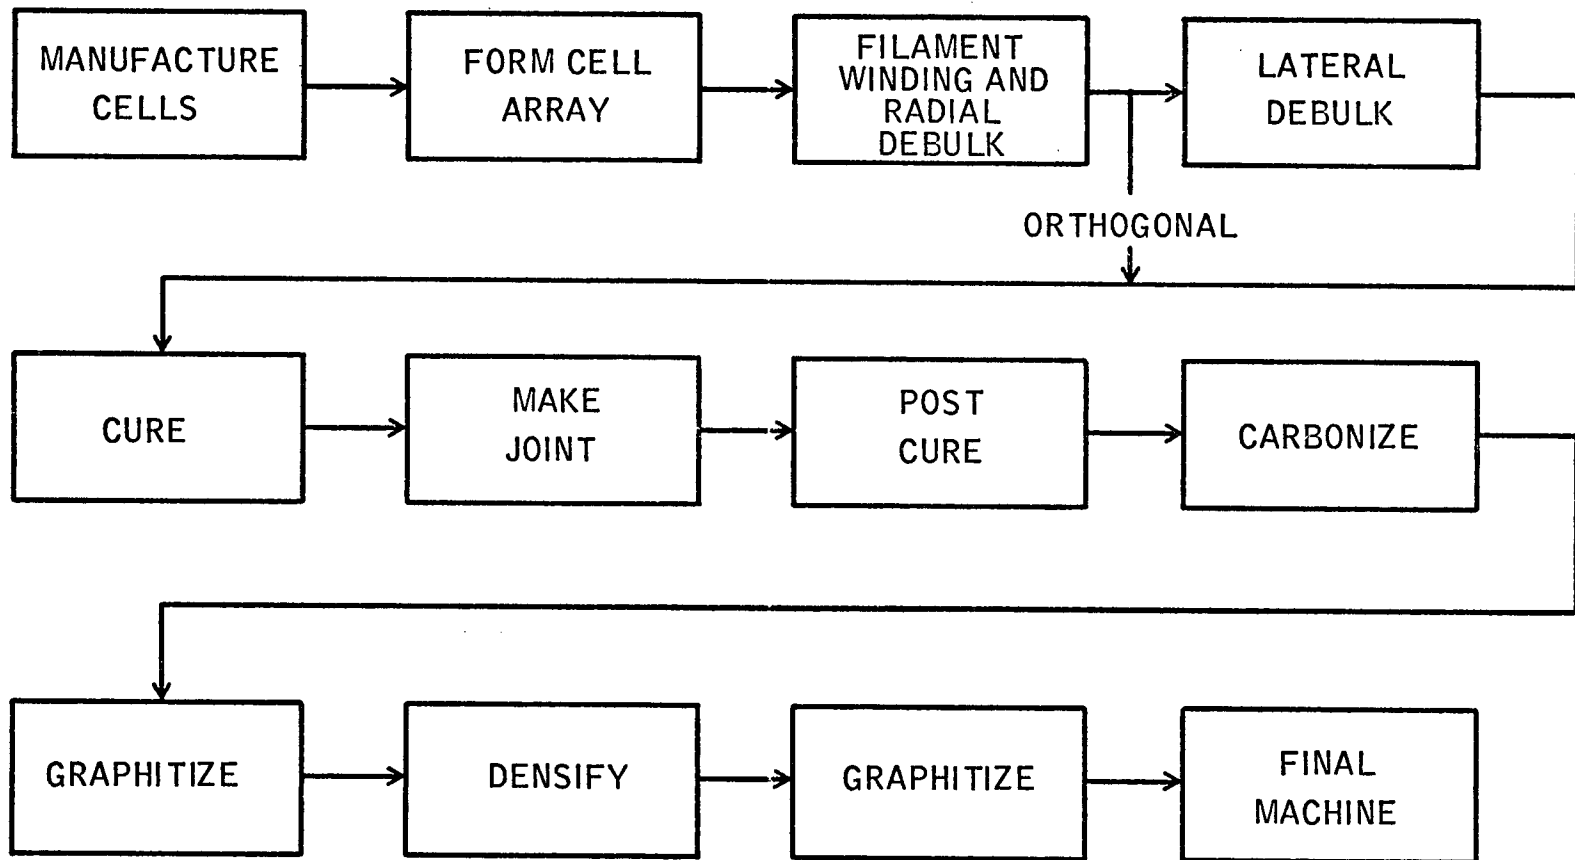 MANUFACTURE
CELLS
FORM CELL
ARRAY
FILAMENT
WINDING AND
RADIAL
DEBULK
LATERAL
DEBULK
ORTHOGONAL
CURE
MAKE
JOINT
POST
CURE
CARBONIZE
GRAPHITIZE
DENSIFY
GRAPHITIZE
FINAL
MACHINE